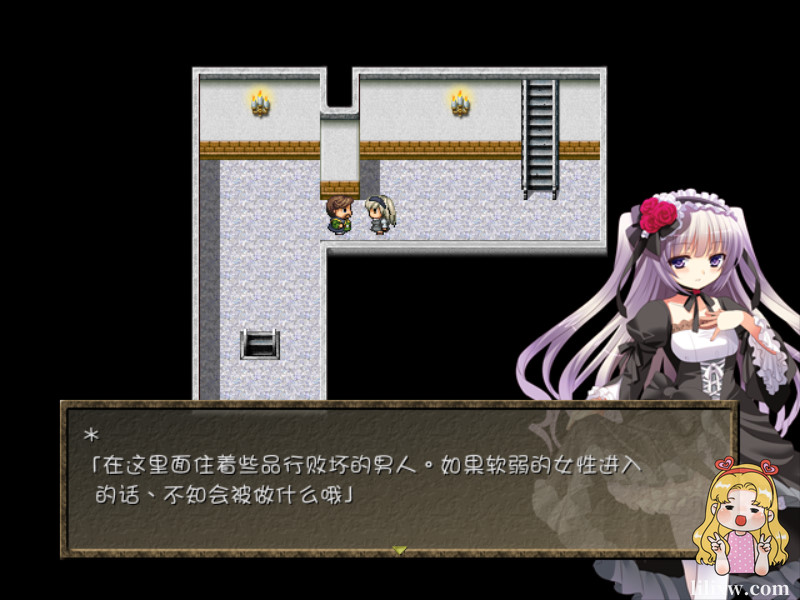 ＊
「在这里面住着些品行败坏的男人。如果软弱的女性进入
的话、不知会被做什么哦」
liliyw.com